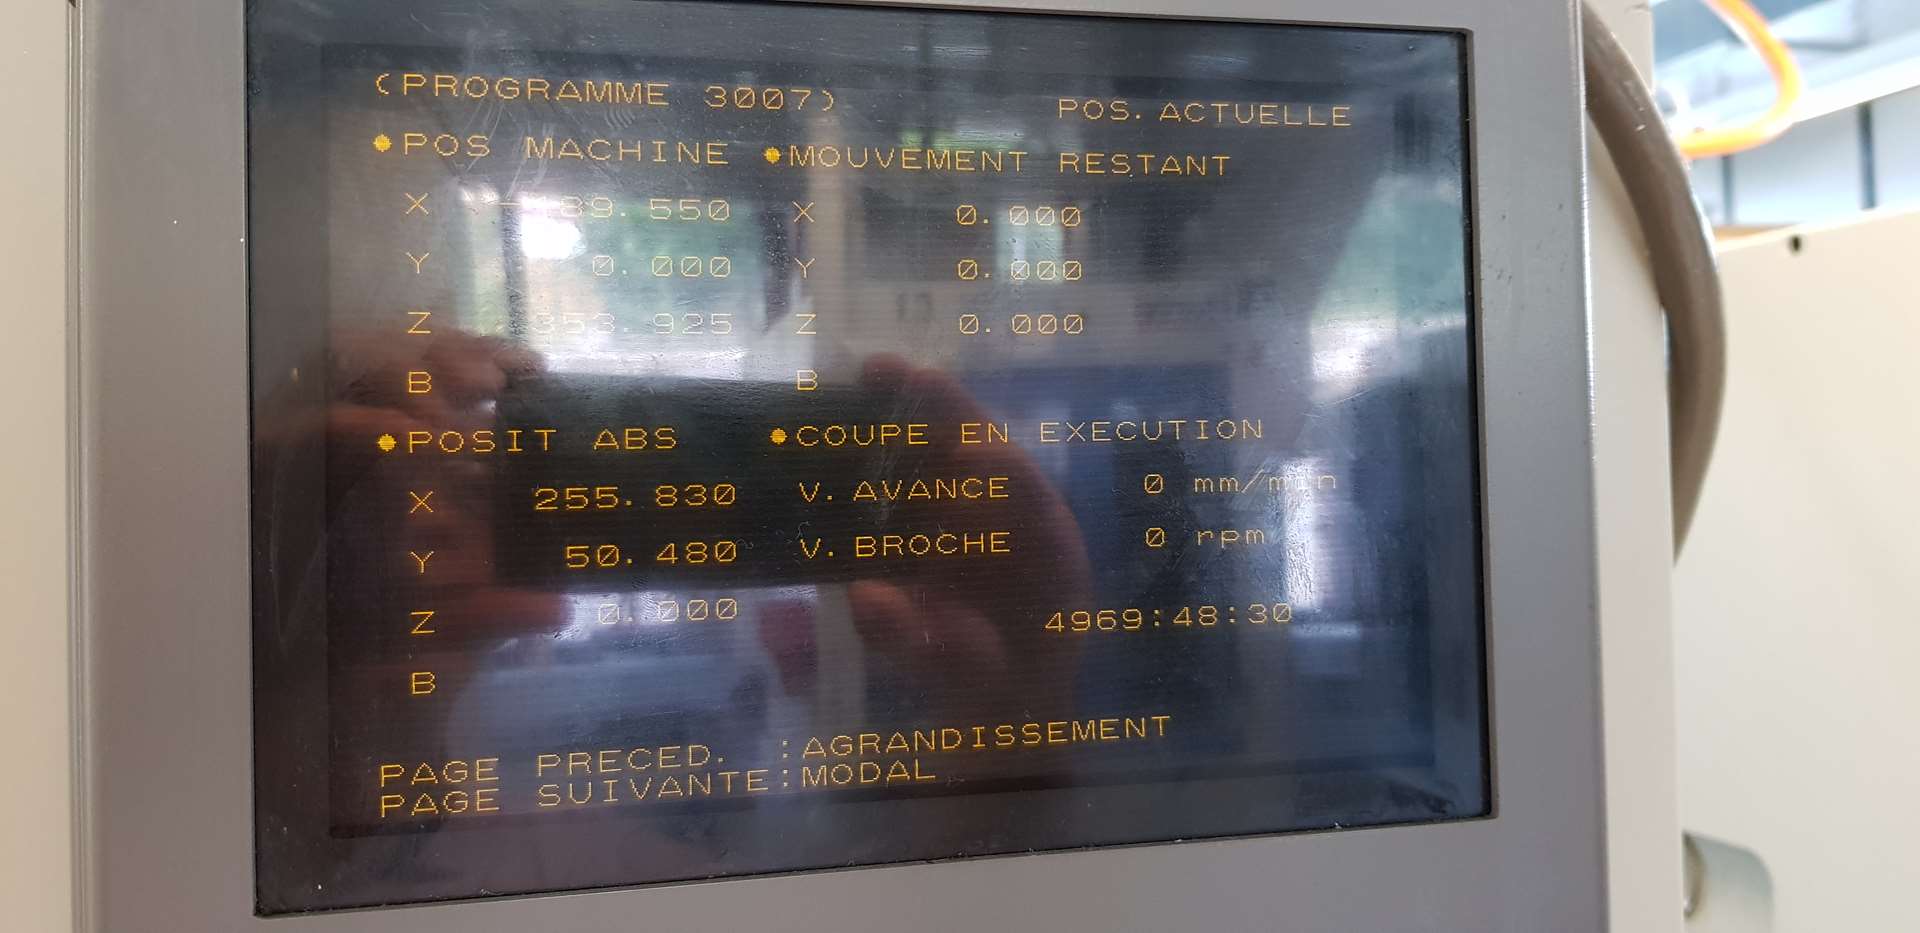 (PROGRAMME 3007) POS. ACTUELLE
●POS MACHINE ●MOUVEMENT RESTANT
X X 0.000
Y 0.000 Y 0.000
Z 353.925 Z 0.000
B B
●POSIT ABS ●COUPE EN EXECUTION
X 255.830 V. AVANCE 0 mm/min
Y 50.480 V. BROCHE 0 rpm
Z 0.000 4969:48:30
B
PAGE PRECED. :AGRANDISSEMENT
PAGE SUIVANTE:MODAL